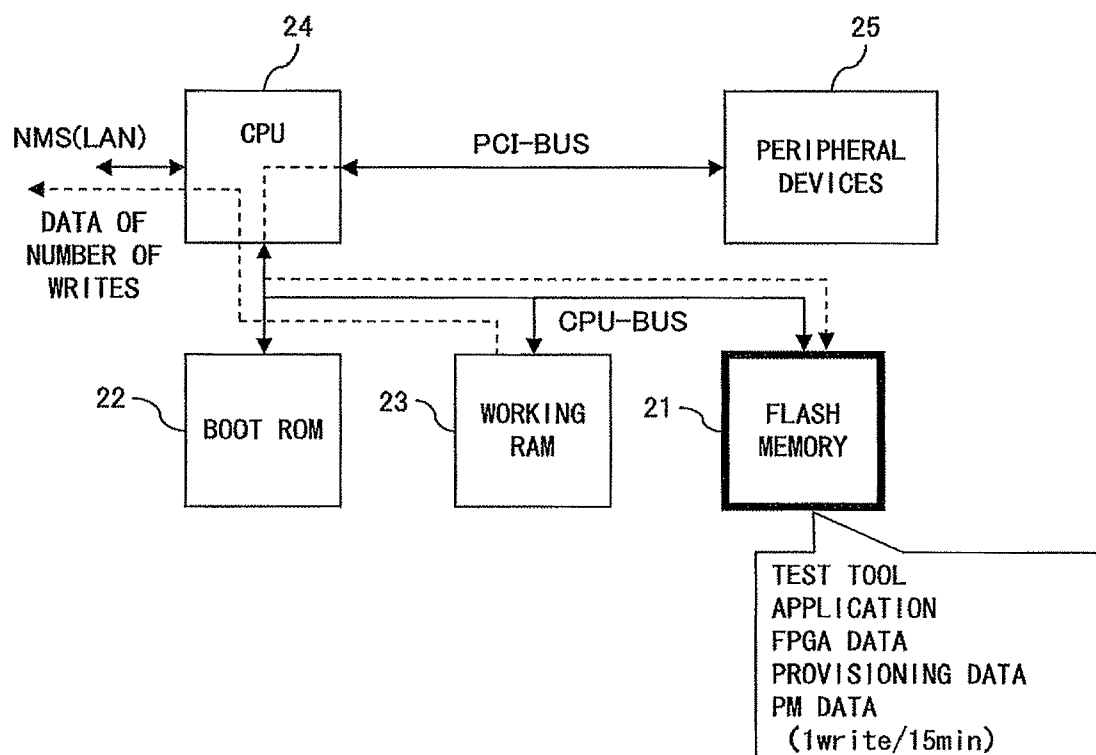 24
25
CPU
NMS(LAN)
PCI-BUS
PERIPHERAL
DEVICES
DATA OF
NUMBER OF
WRITES
CPU-BUS
22
BOOT ROM
23
WORKING
RAM
21
FLASH
MEMORY
TEST TOOL
APPLICATION
FPGA DATA
PROVISIONING DATA
PM DATA
(1write/15min)